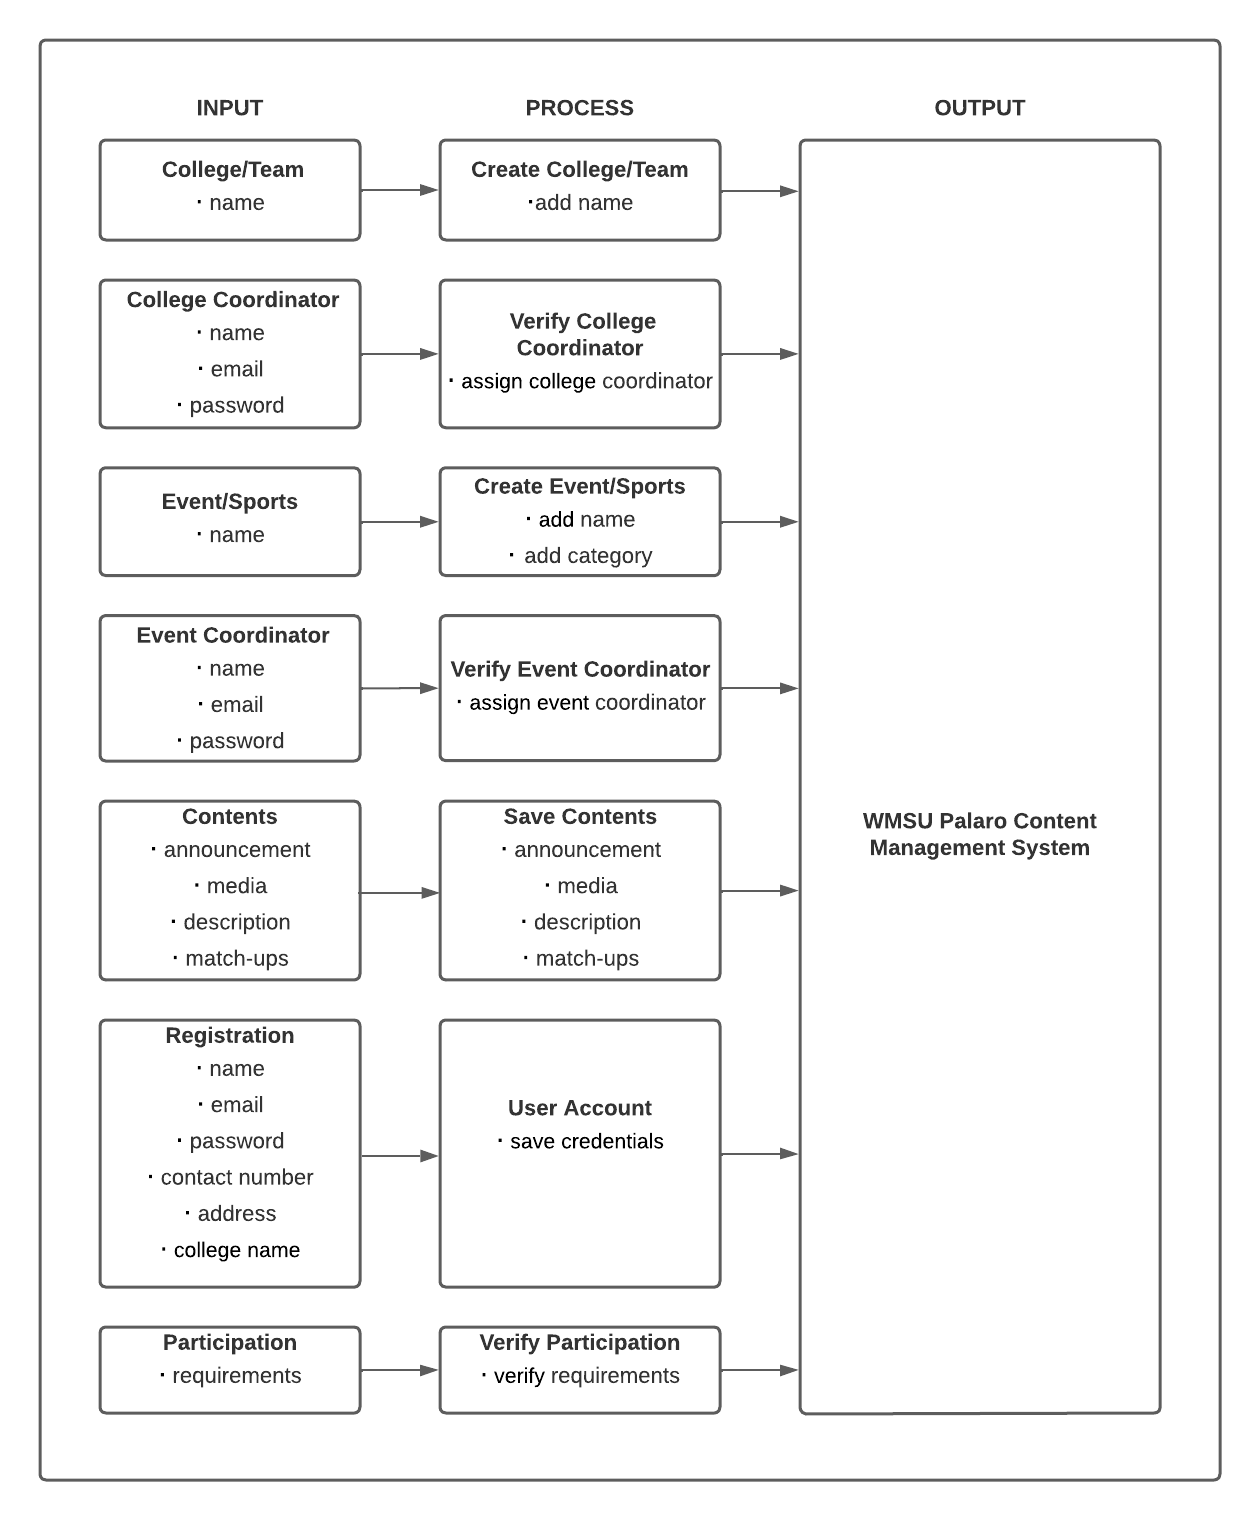 INPUT
PROCESS
OUTPUT
College/Team
· name
Create College/Team
·add name
College Coordinator
· name
· email
· password
Verify College
Coordinator
· assign college coordinator
Event/Sports
· name
Create Event/Sports
· add name
· add category
Event Coordinator
· name
· email
· password
Verify Event Coordinator
· assign event coordinator
Contents
· announcement
· media
· description
· match-ups
Save Contents
· announcement
· media
· description
· match-ups
Registration
· name
· email
· password
· contact number
· address
· college name
User Account
· save credentials
Participation
· requirements
Verify Participation
· verify requirements
WMSU Palaro Content
Management System